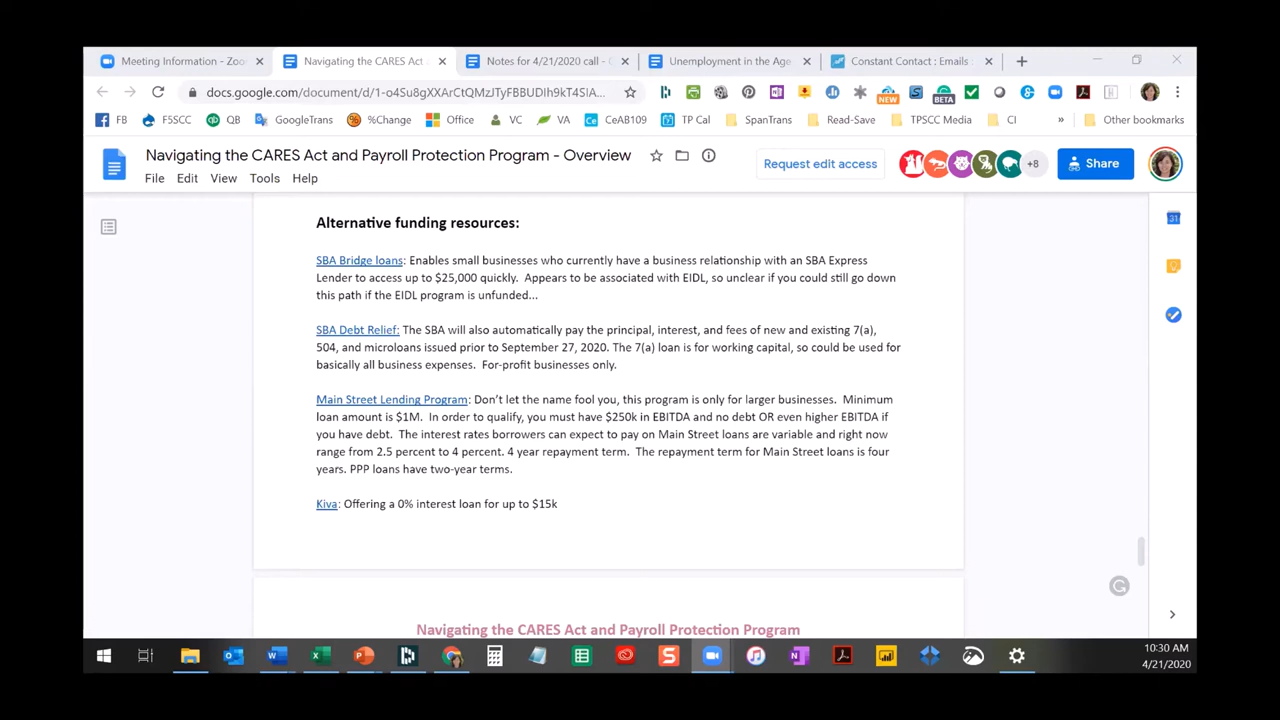 Meeting Information - Zoo
Navigating the CARES Act
Notes for 4/21/2020 call - G
Unemployment in the Age
Constant Contact : Emails
docs.google.com/document/d/1-o4Su8gXXArCtQMzJTyFBBUDIh9kT4SIA...
NEW
BETA
FB
F5SCC
QB
GoogleTrans
%Change
Office
VC
VA
CeAB109
TP Cal
SpanTrans
Read-Save
TPSCC Media
CI
»
Other bookmarks
Navigating the CARES Act and Payroll Protection Program - Overview
Request edit access
+8
Share
File Edit View Tools Help
31
Alternative funding resources:
SBA Bridge loans: Enables small businesses who currently have a business relationship with an SBA Express
Lender to access up to $25,000 quickly. Appears to be associated with EIDL, so unclear if you could still go down
this path if the EIDL program is unfunded...
SBA Debt Relief: The SBA will also automatically pay the principal, interest, and fees of new and existing 7(a),
504, and microloans issued prior to September 27, 2020. The 7(a) loan is for working capital, so could be used for
basically all business expenses. For-profit businesses only.
Main Street Lending Program: Don't let the name fool you, this program is only for larger businesses. Minimum
loan amount is $1M. In order to qualify, you must have $250k in EBITDA and no debt OR even higher EBITDA if
you have debt. The interest rates borrowers can expect to pay on Main Street loans are variable and right now
range from 2.5 percent to 4 percent. 4 year repayment term. The repayment term for Main Street loans is four
years. PPP loans have two-year terms.
Kiva: Offering a 0% interest loan for up to $15k
Navigating the CARES Act and Payroll Protection Program
10:30 AM
4/21/2020